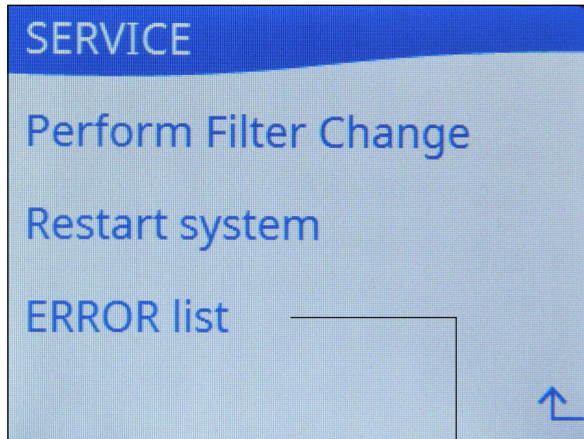 SERVICE
Perform Filter Change
Restart system
ERROR list